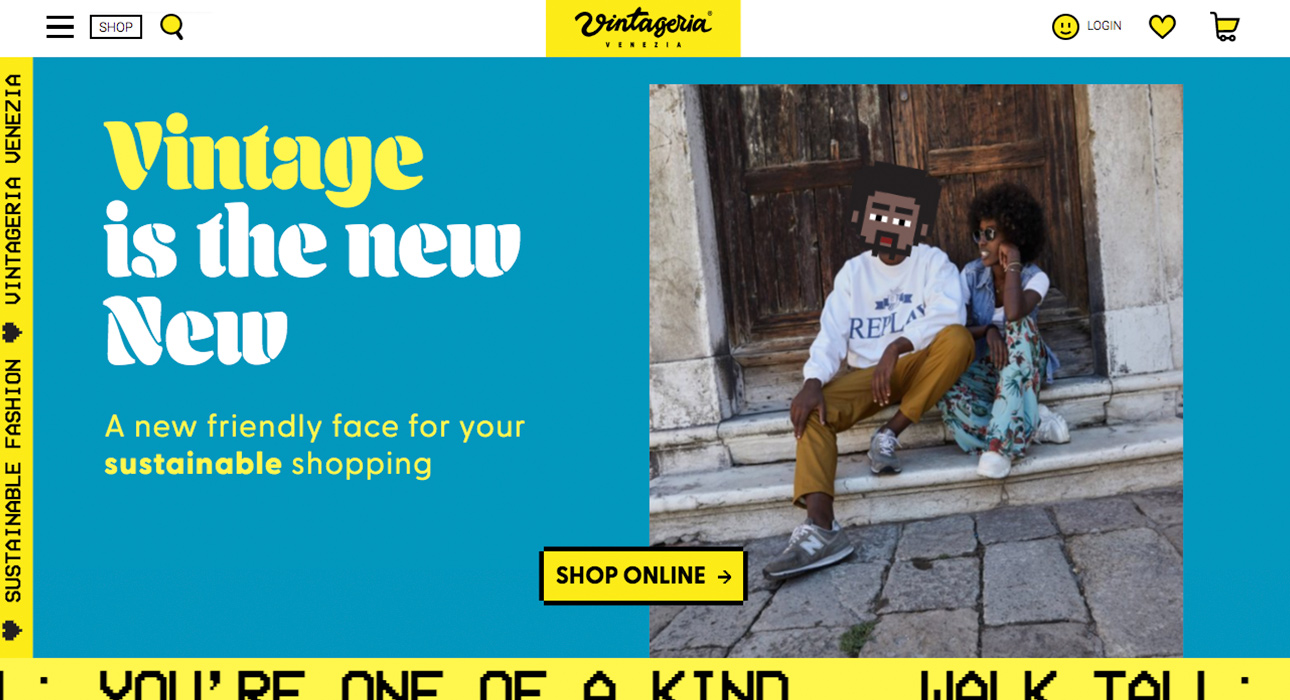 SHOP
Vintageria®
VENEZIA
LOGIN
SUSTAINABLE FASHION VINTAGERIA VENEZIA
Vintage
is the new
New
A new friendly face for your
sustainable shopping
REPLAY
N
SHOP ONLINE →
YOU'RE ONE OF A KIND WALK TALL